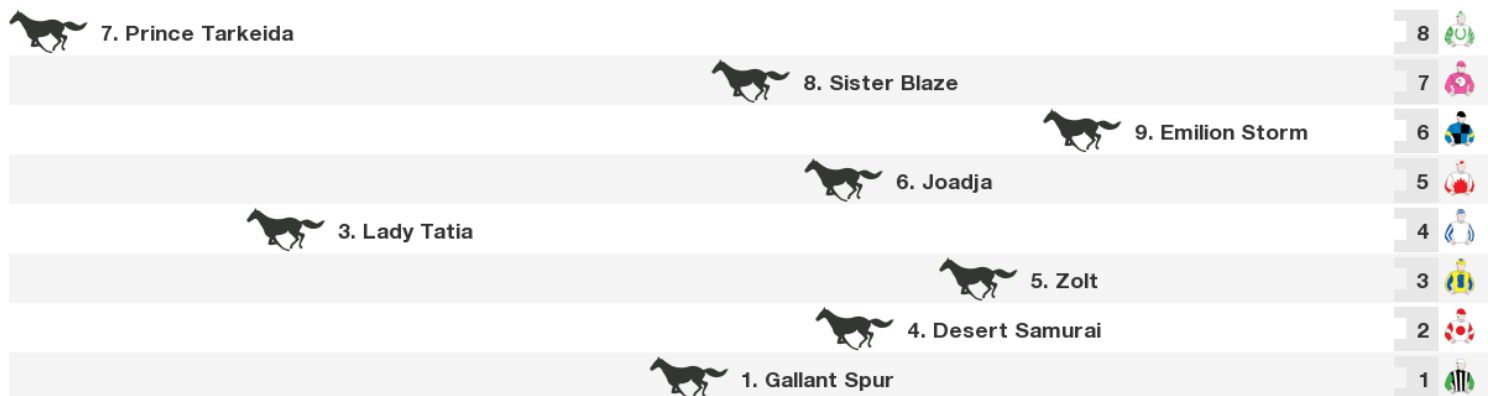 7. Prince Tarkeida 8
8. Sister Blaze 7
9. Emilion Storm 6
6. Joadja 5
3. Lady Tatia 4
5. Zolt 3
4. Desert Samurai 2
1. Gallant Spur 1